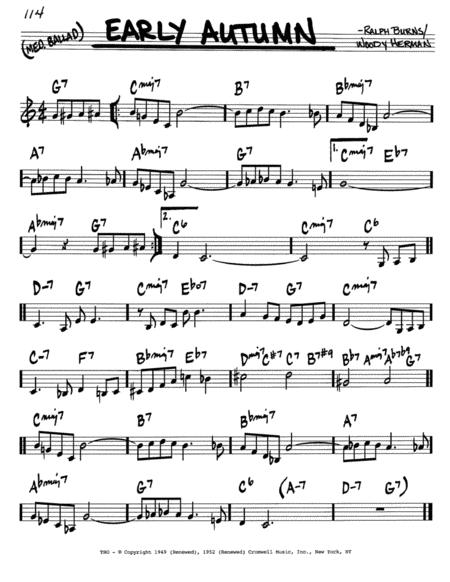 114
(MED. BALLAD) EARLY AUTUMN -RALPH BURNS/
WOODY HERMAN
G7 Cmaj7 B7 Bbmaj7
A7 Abmaj7 G7 1. Cmaj7 Eb7
Abmaj7 G7 2. C6 Cmaj7 C6
D-7 G7 Cmaj7 Ebo7 D-7 G7 Cmaj7
C-7 F7 Bbmaj7 Eb7 Dmaj7 C#7 C7 B7#9 Bb7 Amaj7 Ab7b9 G7
Cmaj7 B7 Bbmaj7 A7
Abmaj7 G7 C6 (A-7 D-7 G7)
TRO - © Copyright 1949 (Renewed), 1952 (Renewed) Cromwell Music, Inc., New York, NY